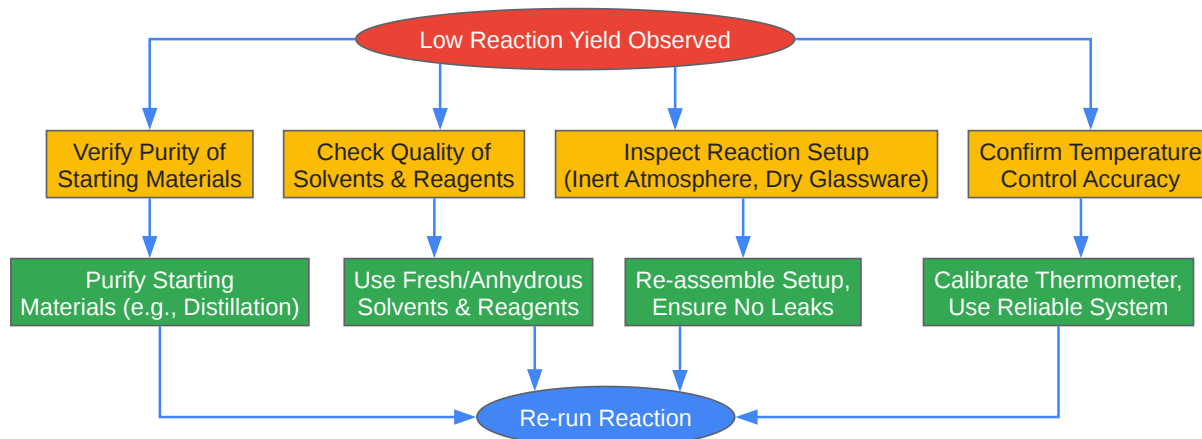 Low Reaction Yield Observed
Verify Purity of
Starting Materials
Check Quality of
Solvents & Reagents
Inspect Reaction Setup
(Inert Atmosphere, Dry Glassware)
Confirm Temperature
Control Accuracy
Purify Starting
Materials (e.g., Distillation)
Use Fresh/Anhydrous
Solvents & Reagents
Re-assemble Setup,
Ensure No Leaks
Calibrate Thermometer,
Use Reliable System
Re-run Reaction